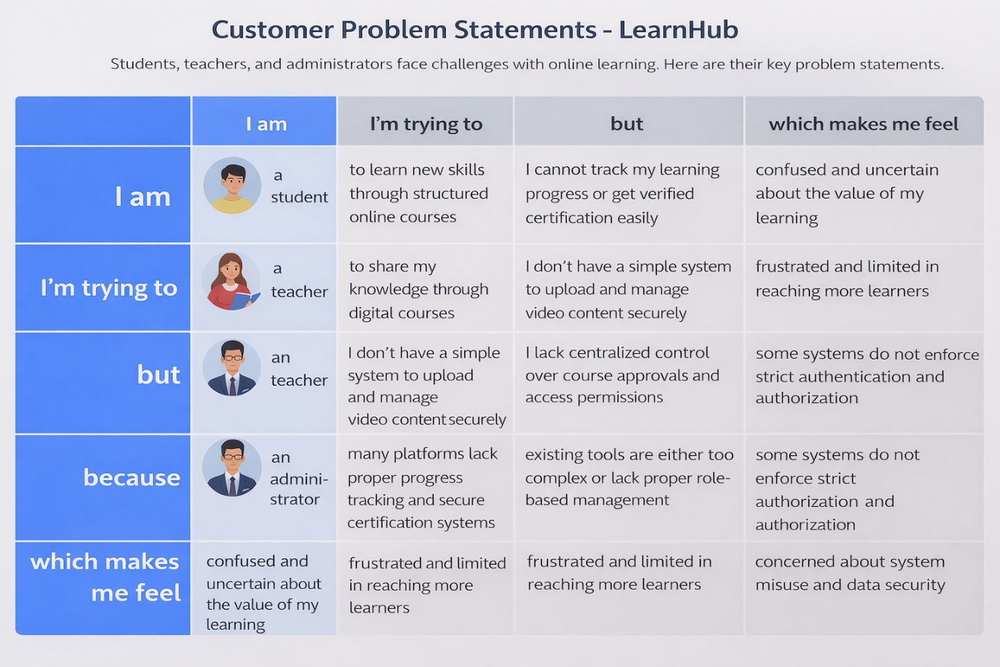 Customer Problem Statements - LearnHub
Students, teachers, and administrators face challenges with online learning. Here are their key problem statements.
I am
I'm trying to
but
which makes me feel
I am
a
student
to learn new skills
through structured
online courses
I cannot track my learning
progress or get verified
certification easily
confused and uncertain
about the value of my
learning
I'm trying to
a
teacher
to share my
knowledge through
digital courses
I don't have a simple system
to upload and manage
video content securely
frustrated and limited in
reaching more learners
but
an
teacher
I don't have a simple
system to upload
and manage
video content securely
I lack centralized control
over course approvals and
access permissions
some systems do not enforce
strict authentication and
authorization
because
an
admini-
strator
many platforms lack
proper progress
tracking and secure
certification systems
existing tools are either too
complex or lack proper role-
based management
some systems do not
enforce strict
authorization and
authorization
which makes
me feel
confused and
uncertain about
the value of my
learning
frustrated and limited
in reaching more
learners
frustrated and limited in
reaching more learners
concerned about system
misuse and data security